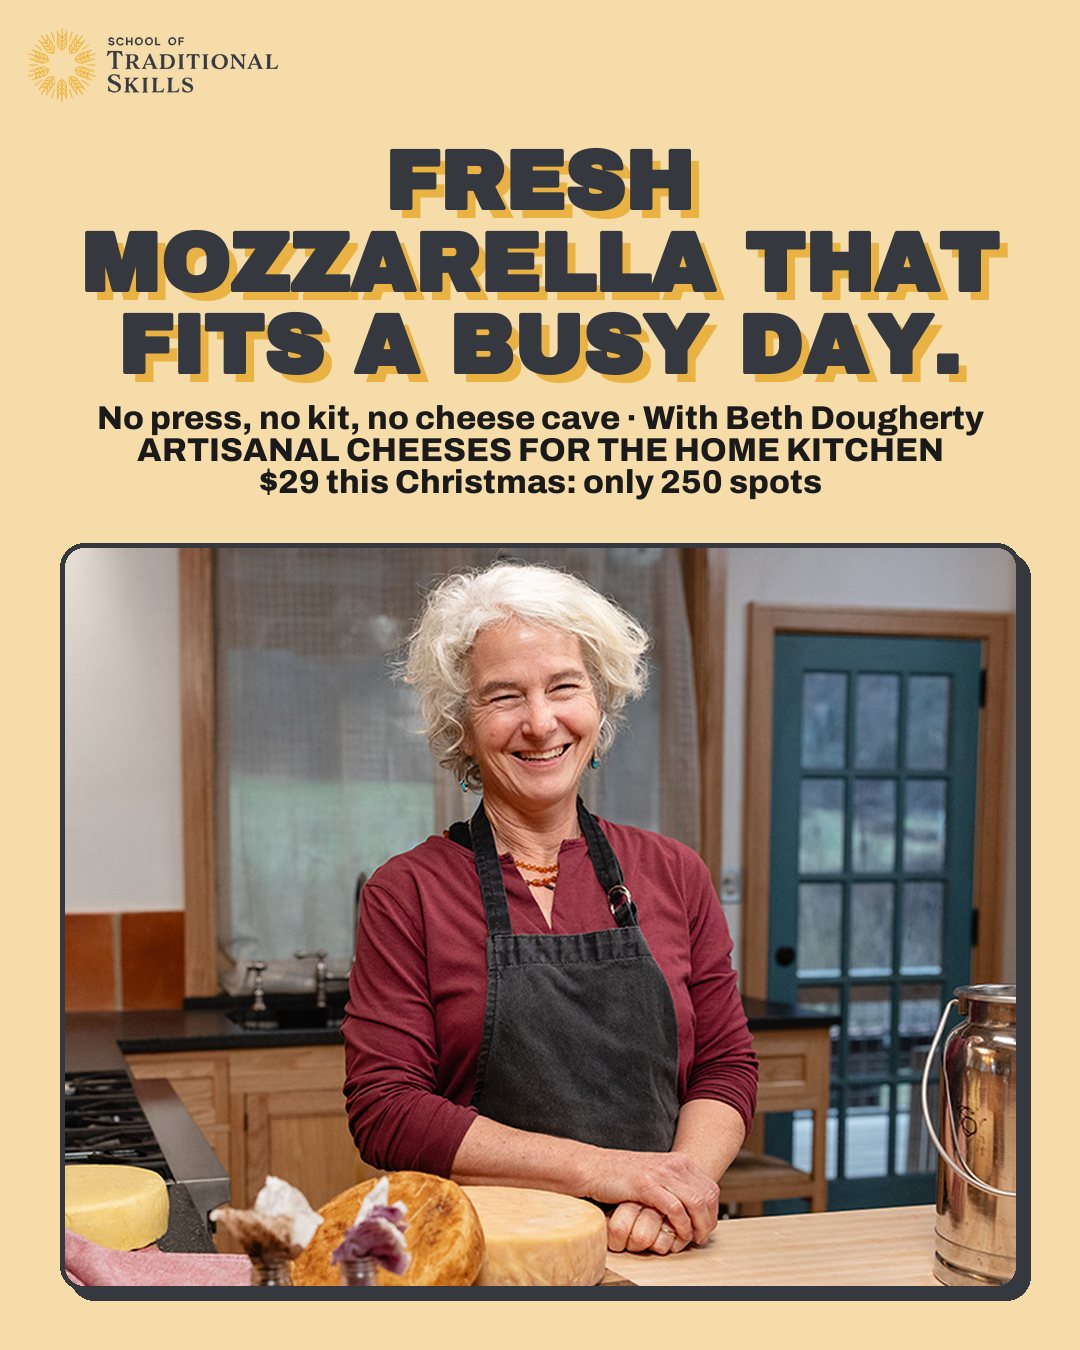 SCHOOL OF
TRADITIONAL
SKILLS
FRESH
MOZZARELLA THAT
FITS A BUSY DAY.
No press, no kit, no cheese cave · With Beth Dougherty
ARTISANAL CHEESES FOR THE HOME KITCHEN
$29 this Christmas: only 250 spots